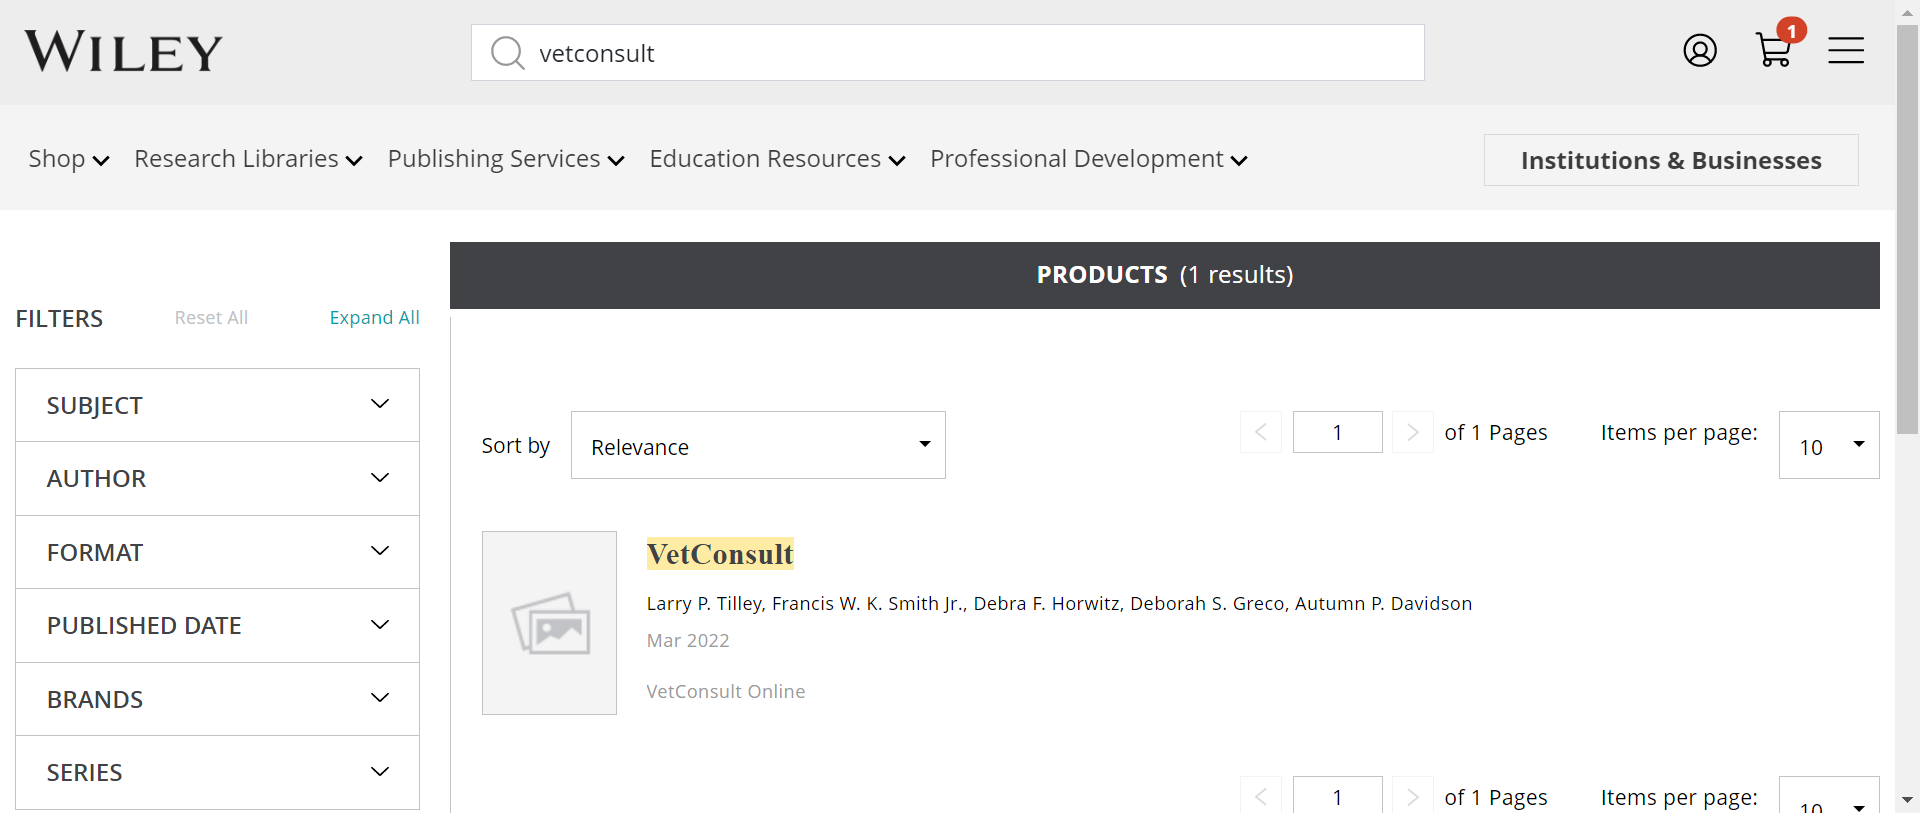 WILEY
vetconsult
1
Shop Research Libraries Publishing Services Education Resources Professional Development Institutions & Businesses
PRODUCTS (1 results)
FILTERS Reset All Expand All
SUBJECT
AUTHOR
FORMAT
PUBLISHED DATE
BRANDS
SERIES
Sort by Relevance 1 of 1 Pages Items per page: 10
VetConsult
Larry P. Tilley, Francis W. K. Smith Jr., Debra F. Horwitz, Deborah S. Greco, Autumn P. Davidson
Mar 2022
VetConsult Online
1 of 1 Pages Items per page: 10